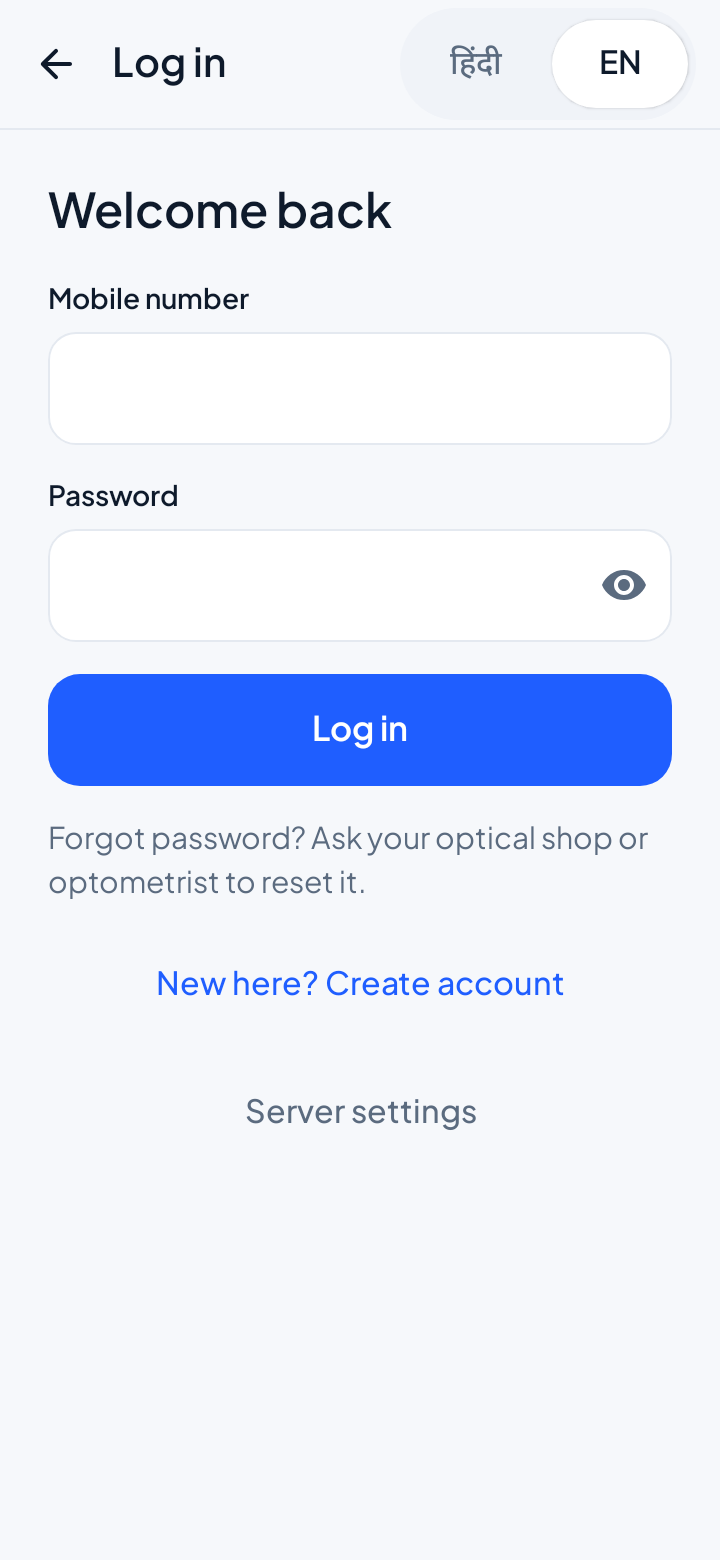 Log in
हिंदी
EN
Welcome back
Mobile number
Password
Log in
Forgot password? Ask your optical shop or
optometrist to reset it.
New here? Create account
Server settings